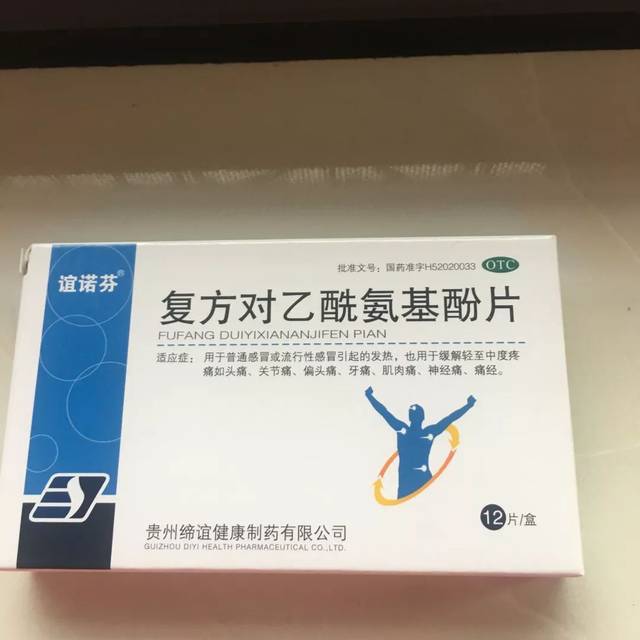 谊诺芬®
批准文号：国药准字H52020033 OTC
复方对乙酰氨基酚片
FUFANG DUIYIXIANANJIFEN PIAN
适应症：用于普通感冒或流行性感冒引起的发热，也用于缓解轻至中度疼
痛如头痛、关节痛、偏头痛、牙痛、肌肉痛、神经痛、痛经。
12片/盒
贵州缔谊健康制药有限公司
GUIZHOU DIYI HEALTH PHARMACEUTICAL CO.,LTD.